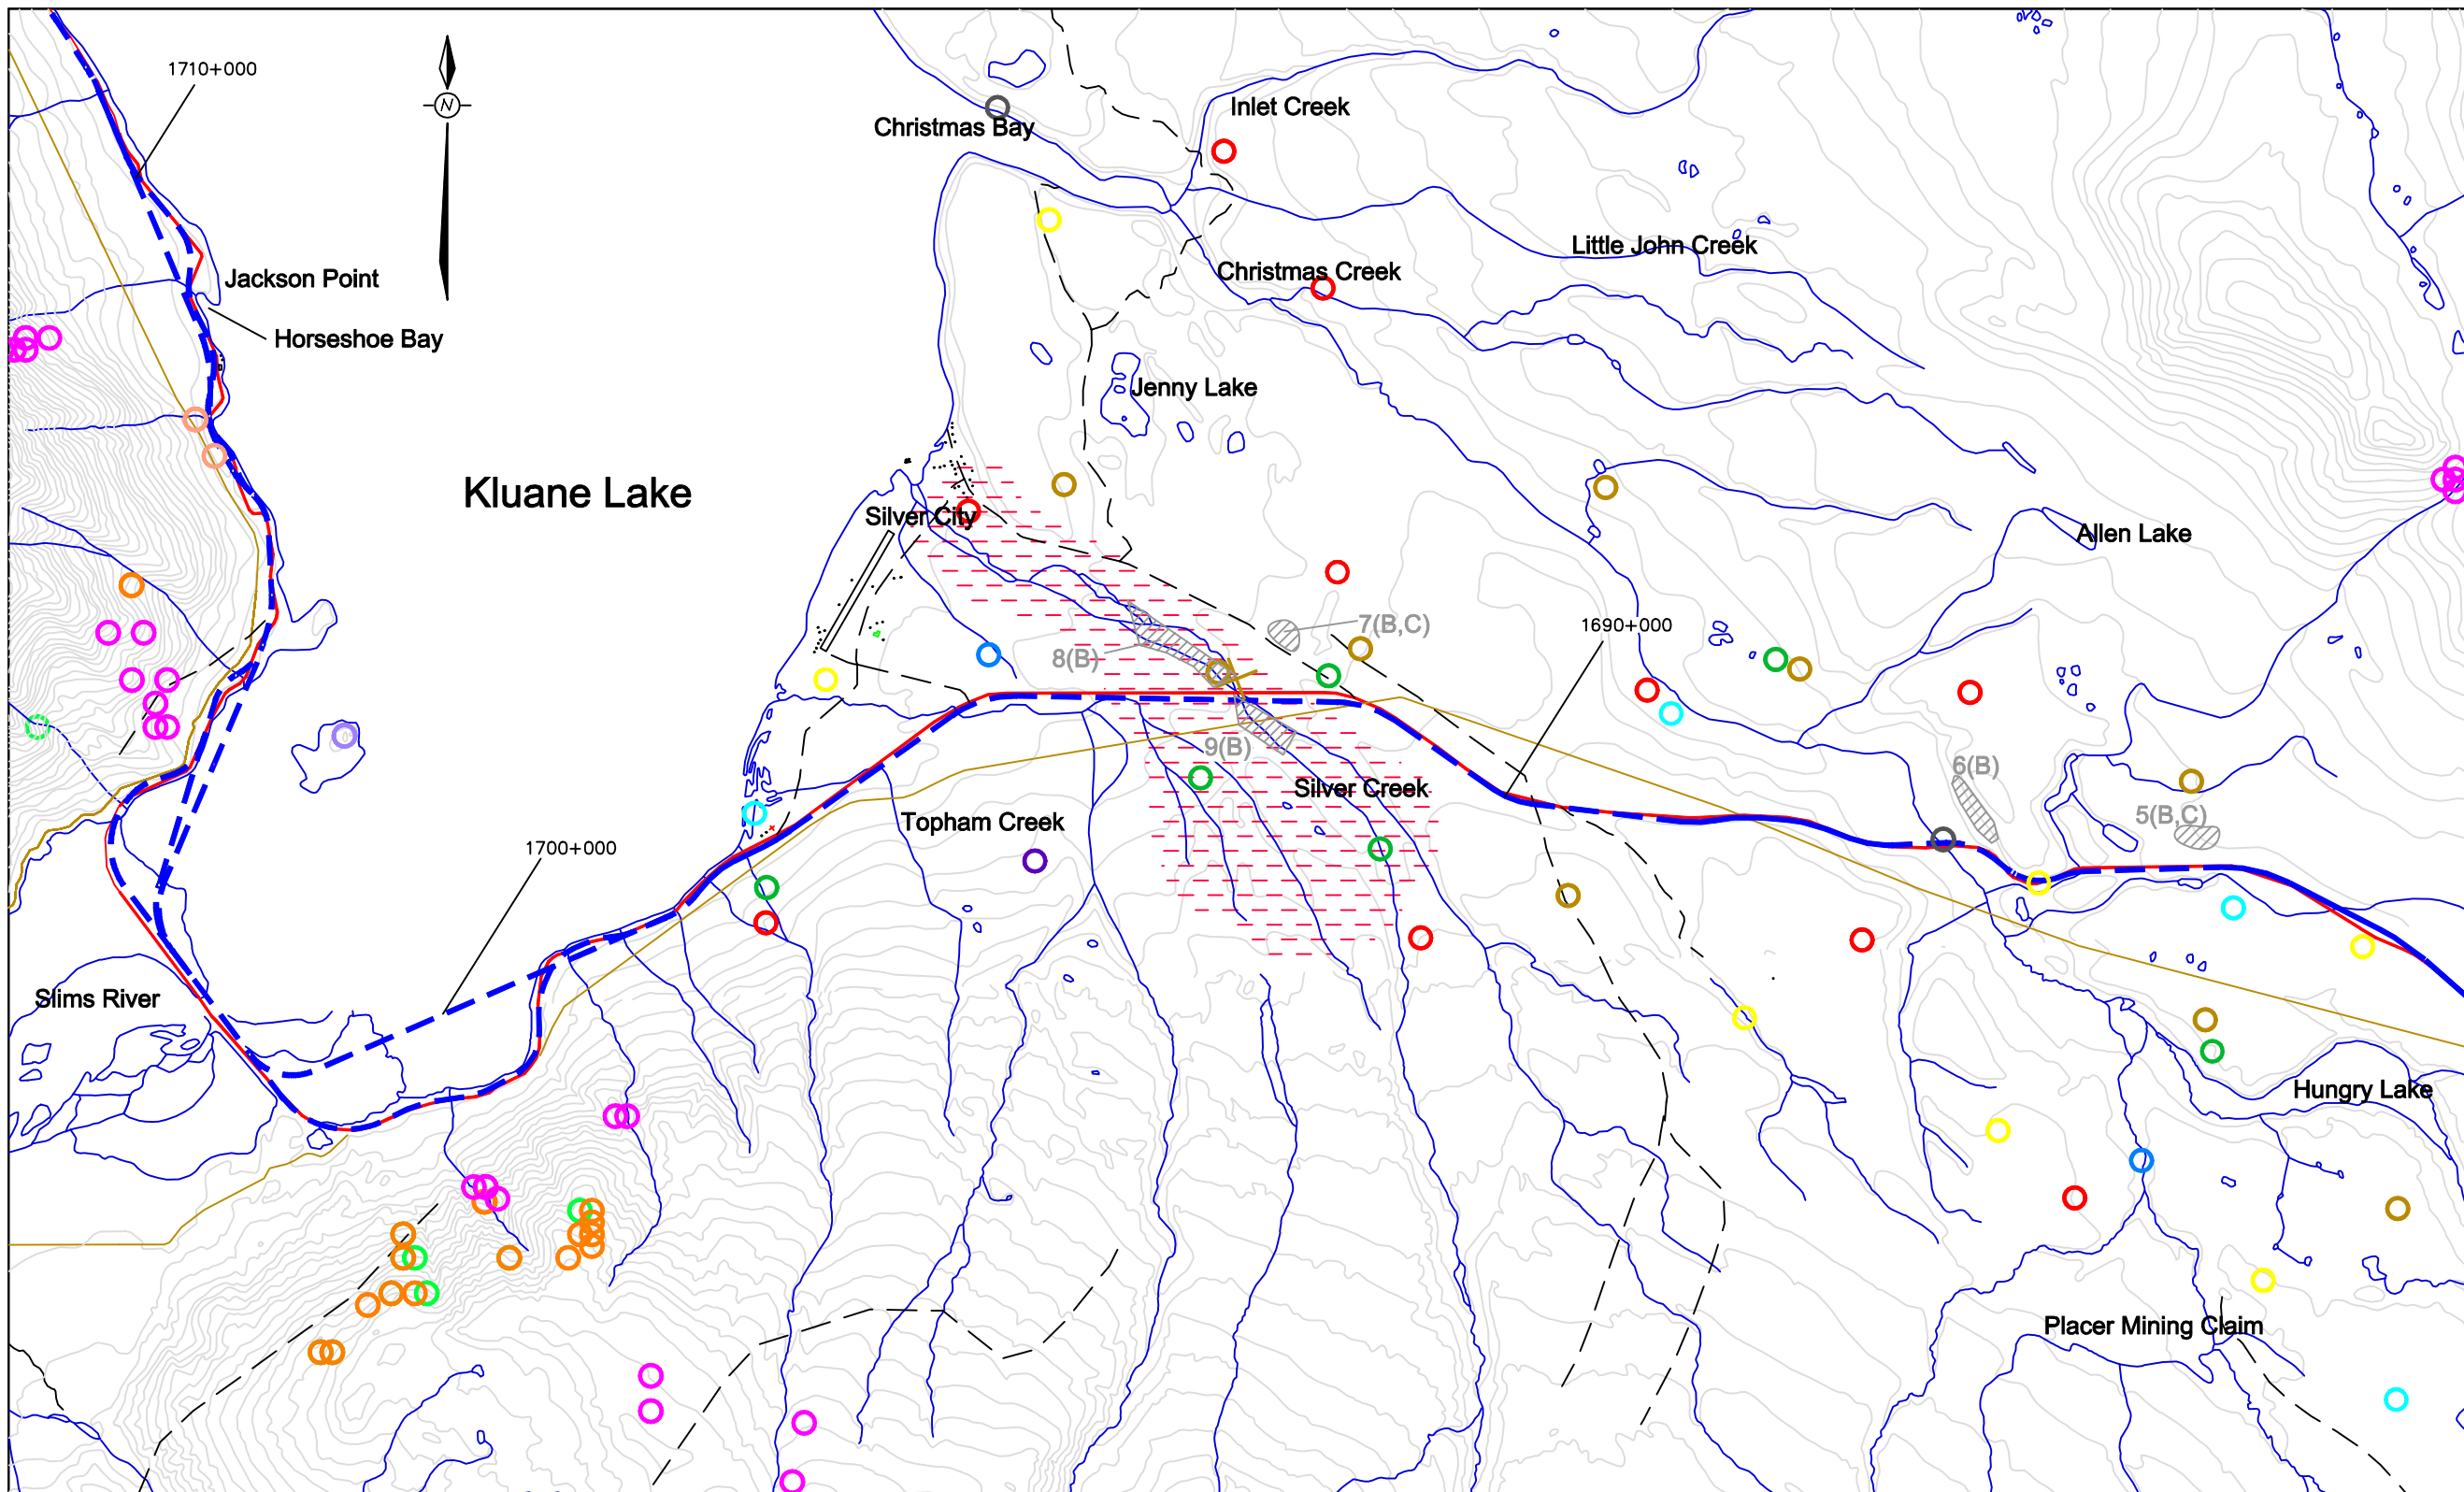 1710+000
N
Inlet Creek
Christmas Bay
Little John Creek
Christmas Creek
Jackson Point
Horseshoe Bay
Jenny Lake
Kluane Lake
Silver City
Allen Lake
7(B,C)
1690+000
8(B)
9(B)
6(B)
Silver Creek
5(B,C)
Topham Creek
1700+000
Slims River
Hungry Lake
Placer Mining Claim